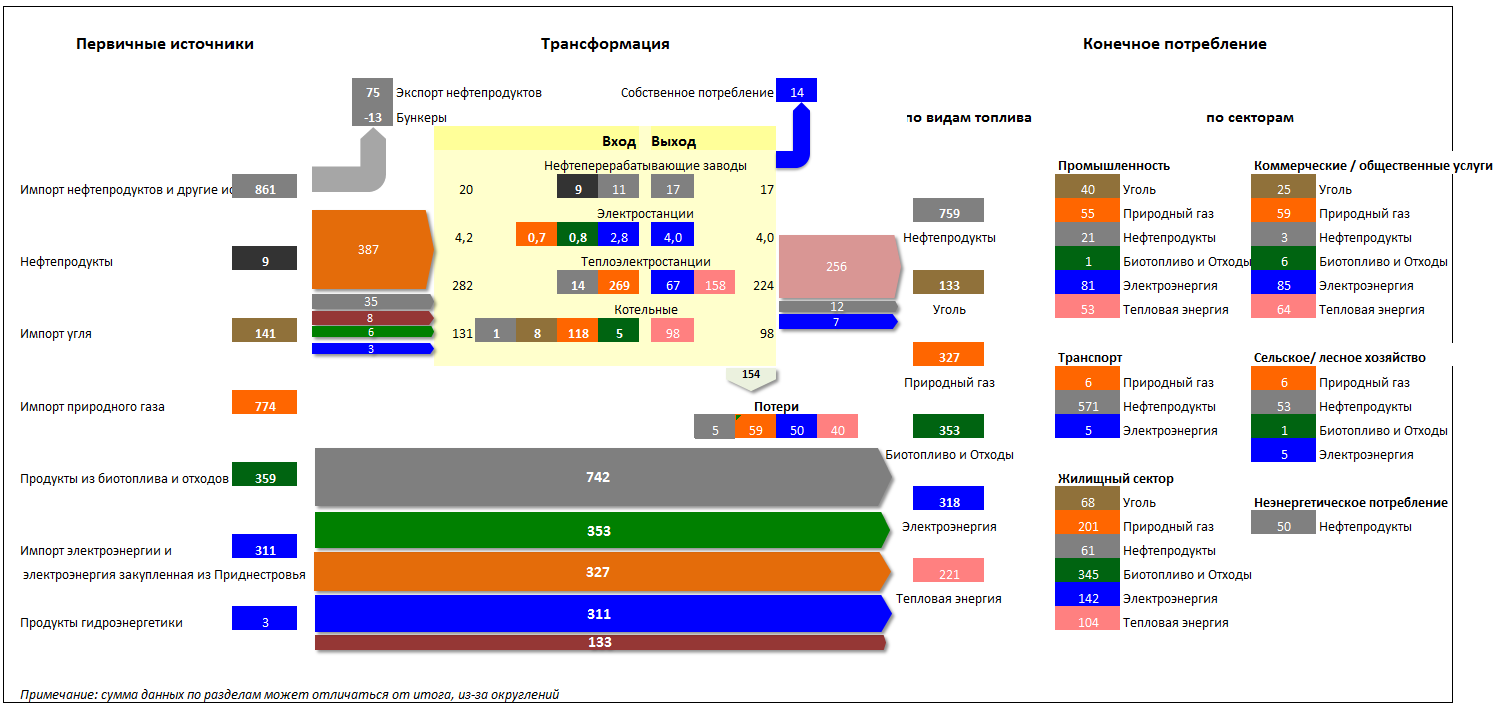 Первичные источники
Трансформация
Конечное потребление
75 Экспорт нефтепродуктов
-13 Бункеры
Собственное потребление 14
по видам топлива
по секторам
Импорт нефтепродуктов и другие ис 861
Нефтепродукты 9
Импорт угля 141
Импорт природного газа 774
Продукты из биотоплива и отходов 359
Импорт электроэнергии и 311
электроэнергия закупленная из Приднестровья
Продукты гидроэнергетики 3
387
35
8
6
3
Вход Выход
Нефтеперерабатывающие заводы
20 9 11 17 17
Электростанции
4,2 0,7 0,8 2,8 4,0 4,0
Теплоэлектростанции
282 14 269 67 158 224
Котельные
131 1 8 118 5 98 98
256
12
7
154
Потери
5 59 50 40
742
353
327
311
133
759
Нефтепродукты
133
Уголь
327
Природный газ
353
Биотопливо и Отходы
318
Электроэнергия
221
Тепловая энергия
Промышленность
40 Уголь
55 Природный газ
21 Нефтепродукты
1 Биотопливо и Отходы
81 Электроэнергия
53 Тепловая энергия
Транспорт
6 Природный газ
571 Нефтепродукты
5 Электроэнергия
Жилищный сектор
68 Уголь
201 Природный газ
61 Нефтепродукты
345 Биотопливо и Отходы
142 Электроэнергия
104 Тепловая энергия
Коммерческие / общественные услуги
25 Уголь
59 Природный газ
3 Нефтепродукты
6 Биотопливо и Отходы
85 Электроэнергия
64 Тепловая энергия
Сельское/ лесное хозяйство
6 Природный газ
53 Нефтепродукты
1 Биотопливо и Отходы
5 Электроэнергия
Неэнергетическое потребление
50 Нефтепродукты
Примечание: сумма данных по разделам может отличаться от итога, из-за округлений